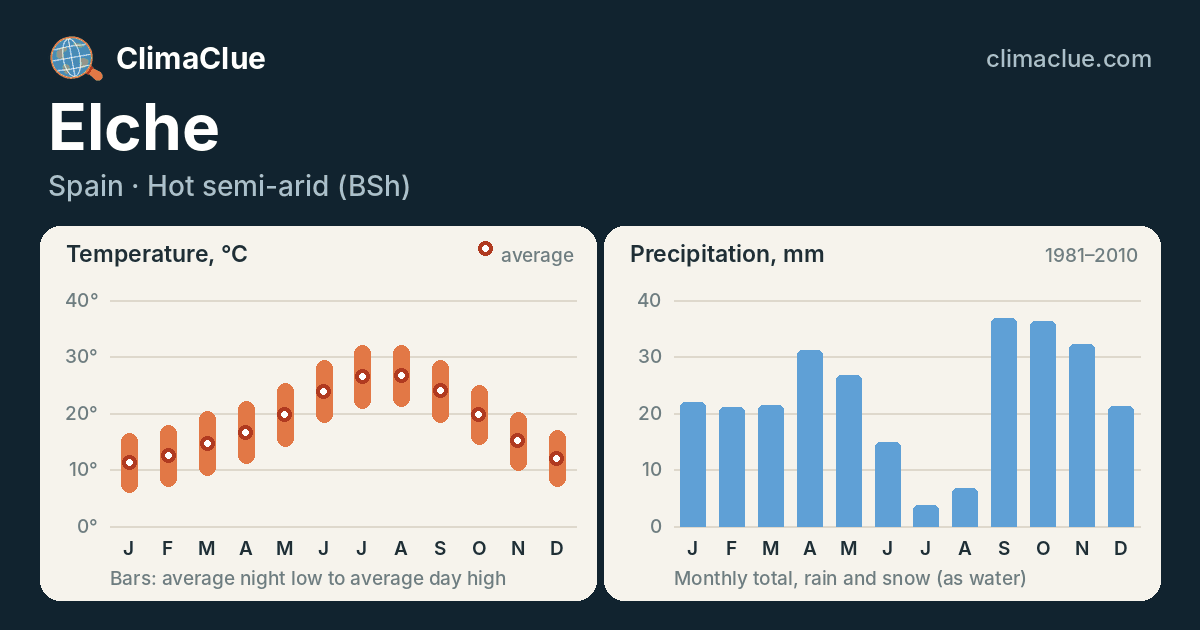 ClimaClue
climaclue.com
Elche
Spain · Hot semi-arid (BSh)
Temperature, °C
average
40°
30°
20°
10°
0°
J F M A M J J A S O N D
Bars: average night low to average day high
Precipitation, mm
1981–2010
40
30
20
10
0
J F M A M J J A S O N D
Monthly total, rain and snow (as water)